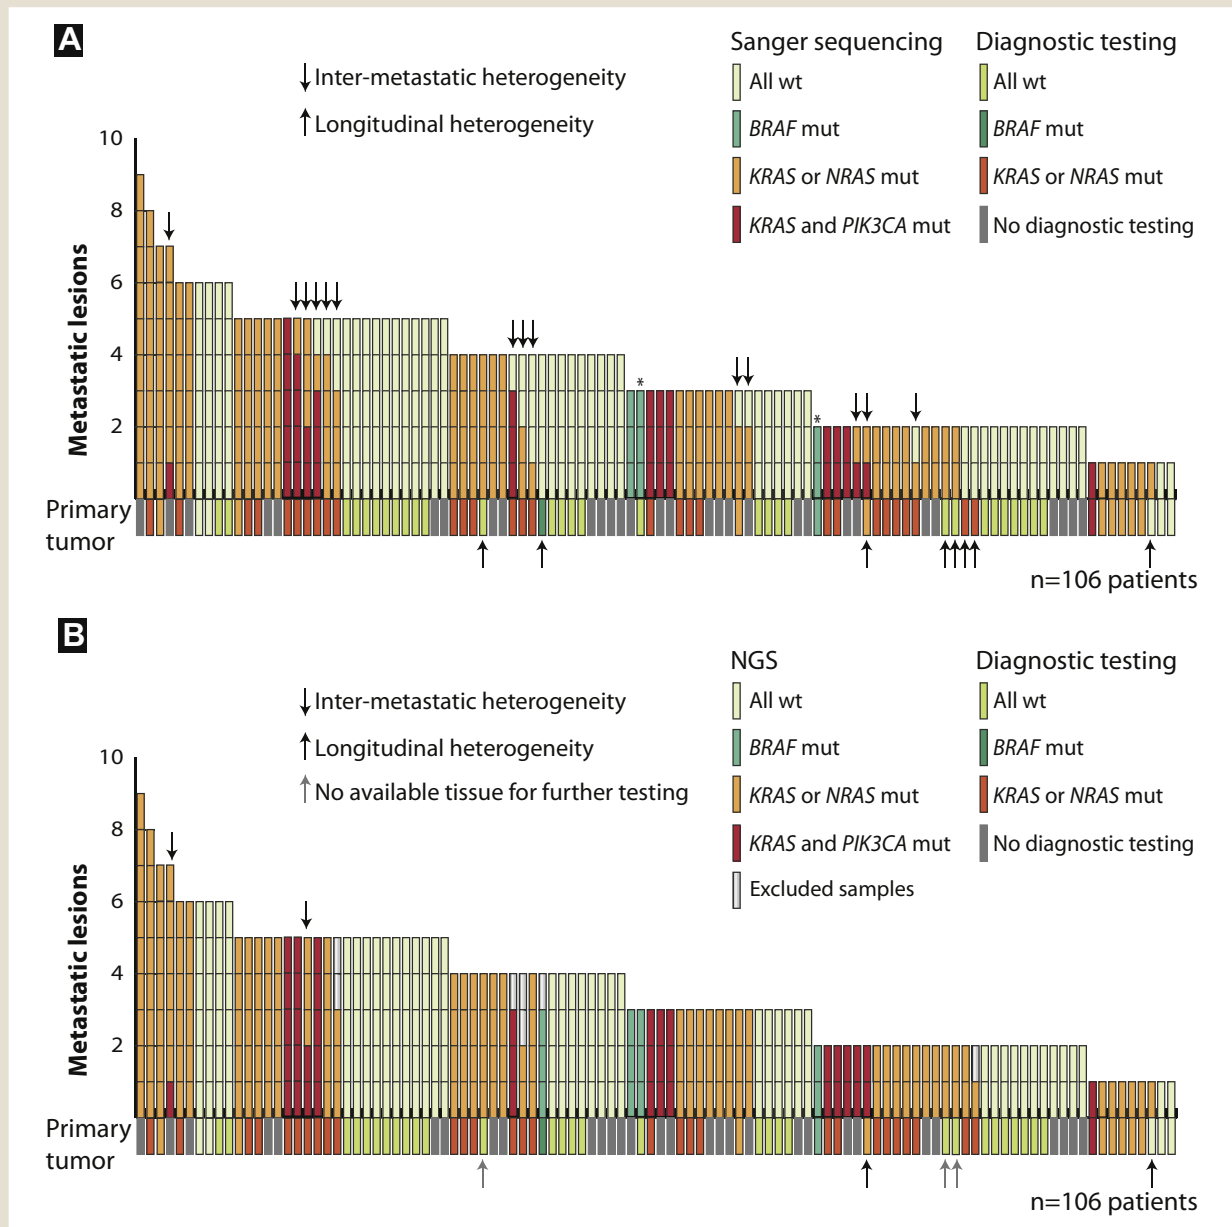 A
Sanger sequencing
Diagnostic testing
Inter-metastatic heterogeneity
All wt
All wt
Longitudinal heterogeneity
BRAF mut
BRAF mut
KRAS or NRAS mut
KRAS or NRAS mut
KRAS and PIK3CA mut
No diagnostic testing
Metastatic lesions
10
8
6
4
2
*
*
Primary
tumor
n=106 patients
B
NGS
Diagnostic testing
Inter-metastatic heterogeneity
All wt
All wt
Longitudinal heterogeneity
BRAF mut
BRAF mut
No available tissue for further testing
KRAS or NRAS mut
KRAS or NRAS mut
KRAS and PIK3CA mut
No diagnostic testing
Excluded samples
Metastatic lesions
10
8
6
4
2
Primary
tumor
n=106 patients